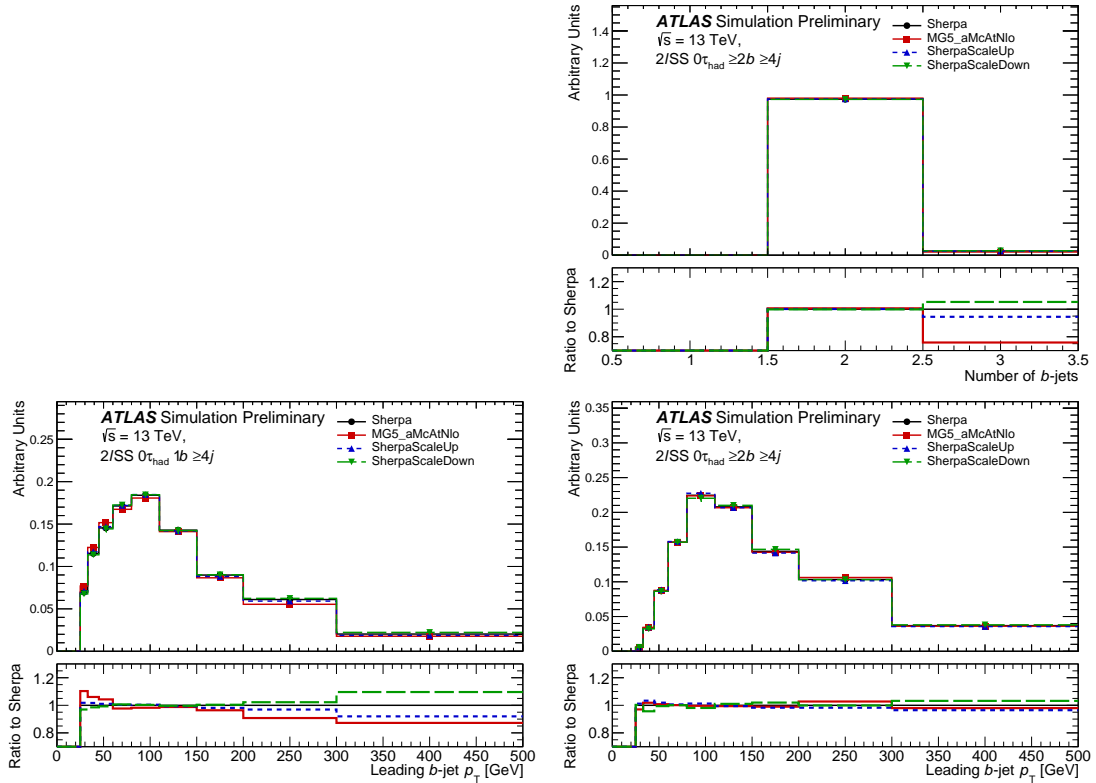 ATLAS Simulation Preliminary
√s = 13 TeV,
2lSS 0τhad ≥2b ≥4j
Sherpa
MG5_aMcAtNlo
SherpaScaleUp
SherpaScaleDown
Arbitrary Units
1.4
1.2
1
0.8
0.6
0.4
0.2
0
Ratio to Sherpa
1.2
1.0
0.8
0.5 1 1.5 2 2.5 3 3.5
Number of b-jets
ATLAS Simulation Preliminary
√s = 13 TeV,
2lSS 0τhad 1b ≥4j
Sherpa
MG5_aMcAtNlo
SherpaScaleUp
SherpaScaleDown
Arbitrary Units
0.25
0.2
0.15
0.1
0.05
0
Ratio to Sherpa
1.2
1.0
0.8
0 50 100 150 200 250 300 350 400 450 500
Leading b-jet pT [GeV]
ATLAS Simulation Preliminary
√s = 13 TeV,
2lSS 0τhad ≥2b ≥4j
Sherpa
MG5_aMcAtNlo
SherpaScaleUp
SherpaScaleDown
Arbitrary Units
0.35
0.3
0.25
0.2
0.15
0.1
0.05
0
Ratio to Sherpa
1.2
1.0
0.8
0 50 100 150 200 250 300 350 400 450 500
Leading b-jet pT [GeV]